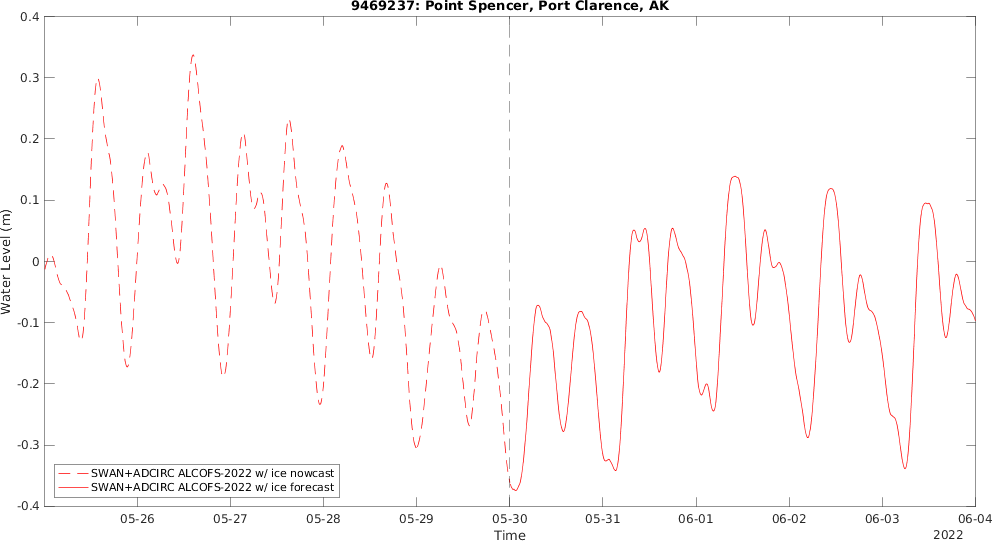 9469237: Point Spencer, Port Clarence, AK
0.4
0.3
0.2
0.1
0
-0.1
-0.2
-0.3
-0.4
Water Level (m)
SWAN+ADCIRC ALCOFS-2022 w/ ice nowcast
SWAN+ADCIRC ALCOFS-2022 w/ ice forecast
05-26 05-27 05-28 05-29 05-30 05-31 06-01 06-02 06-03 06-04
Time
2022